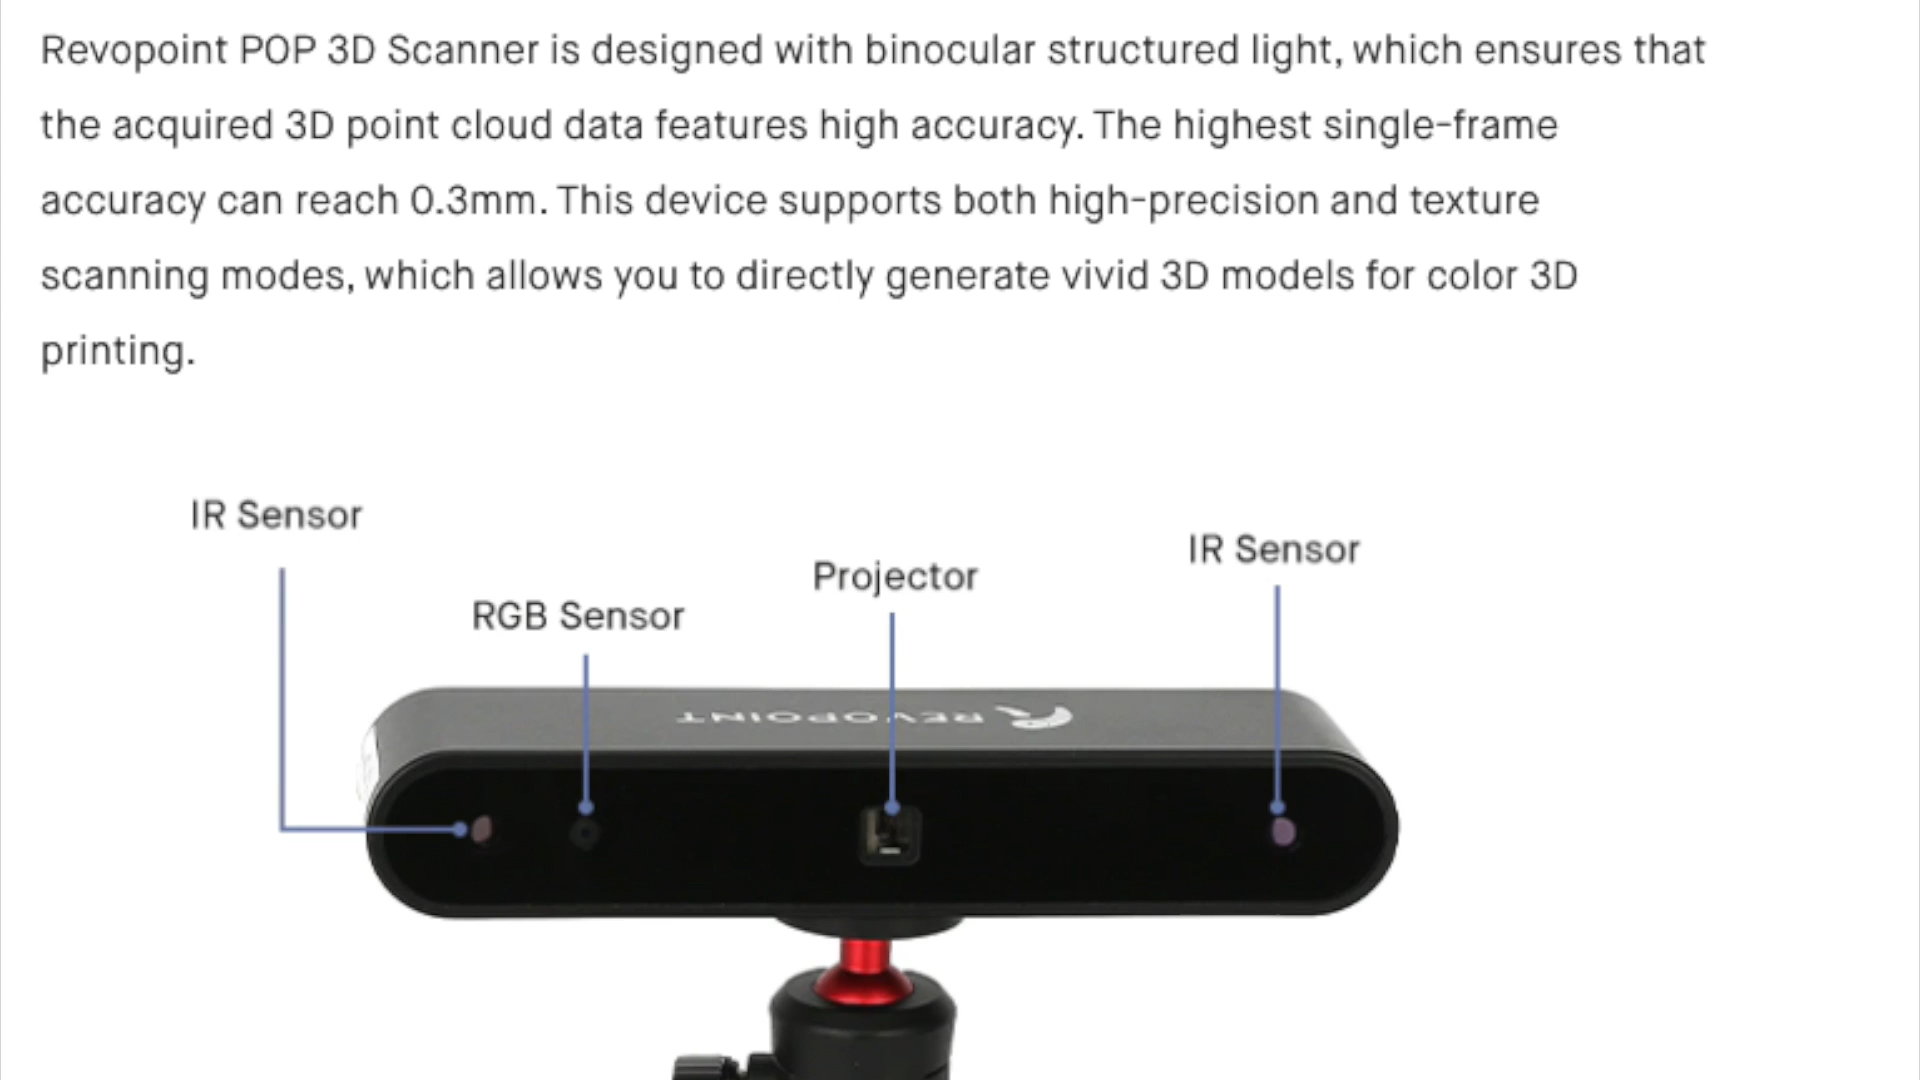 Revopoint POP 3D Scanner is designed with binocular structured light, which ensures that
the acquired 3D point cloud data features high accuracy. The highest single-frame
accuracy can reach 0.3mm. This device supports both high-precision and texture
scanning modes, which allows you to directly generate vivid 3D models for color 3D
printing.
IR Sensor
IR Sensor
Projector
RGB Sensor
REVOPOINT